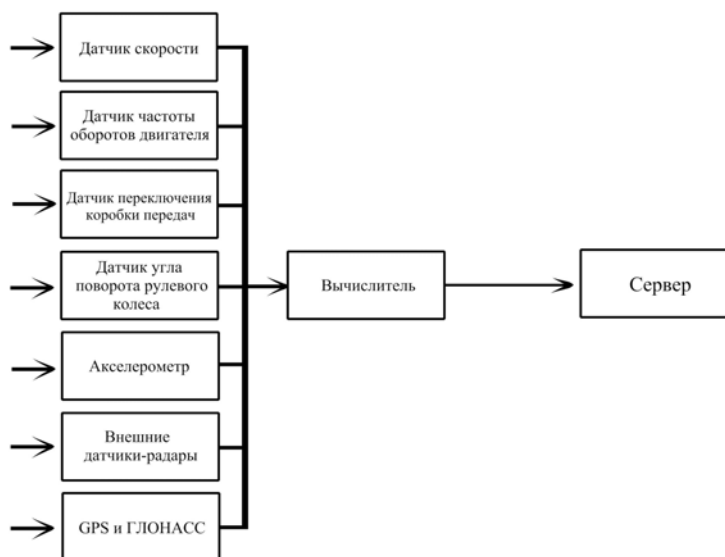 Датчик скорости
Датчик частоты
оборотов двигателя
Датчик переключения
коробки передач
Датчик угла
поворота рулевого
колеса
Акселерометр
Внешние
датчики-радары
GPS и ГЛОНАСС
Вычислитель
Сервер